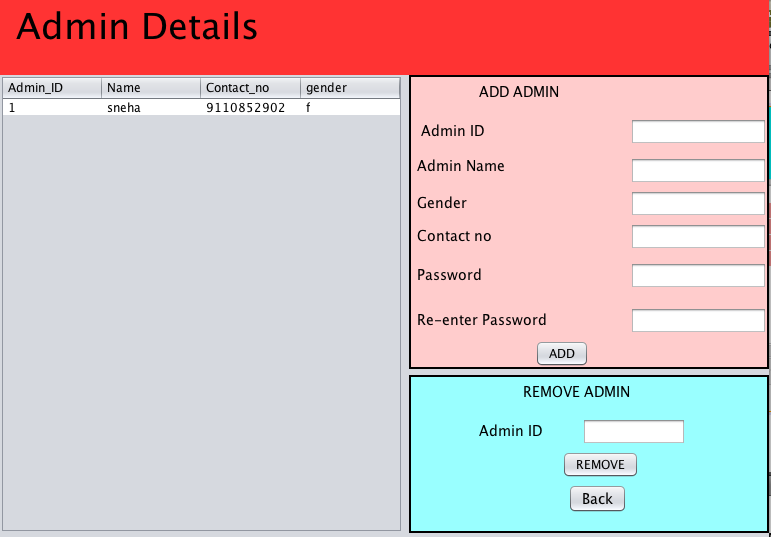 Admin Details
Admin_ID Name Contact_no gender
1 sneha 9110852902 f
ADD ADMIN
Admin ID
Admin Name
Gender
Contact no
Password
Re-enter Password
ADD
REMOVE ADMIN
Admin ID
REMOVE
Back